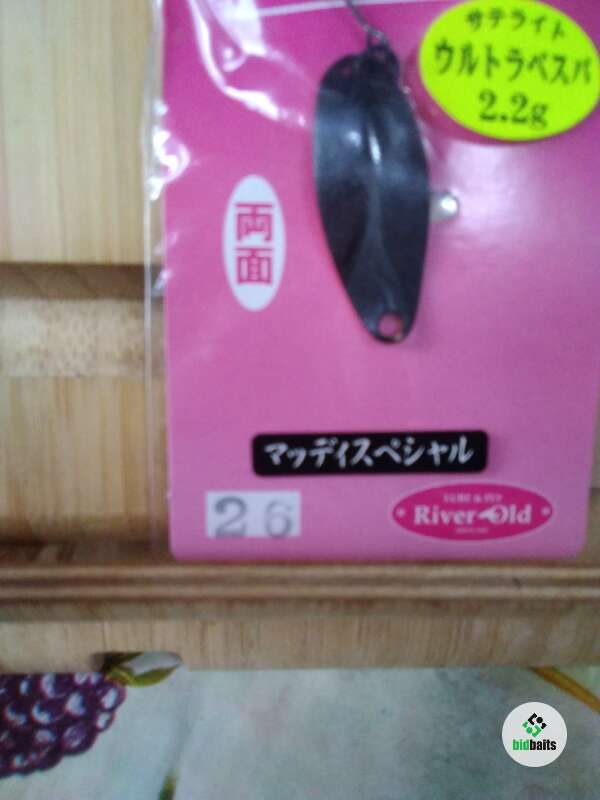 サテライト
ウルトラベスパ
2.2g
両面
マッディスペシャル
26
River Old
bidbaits